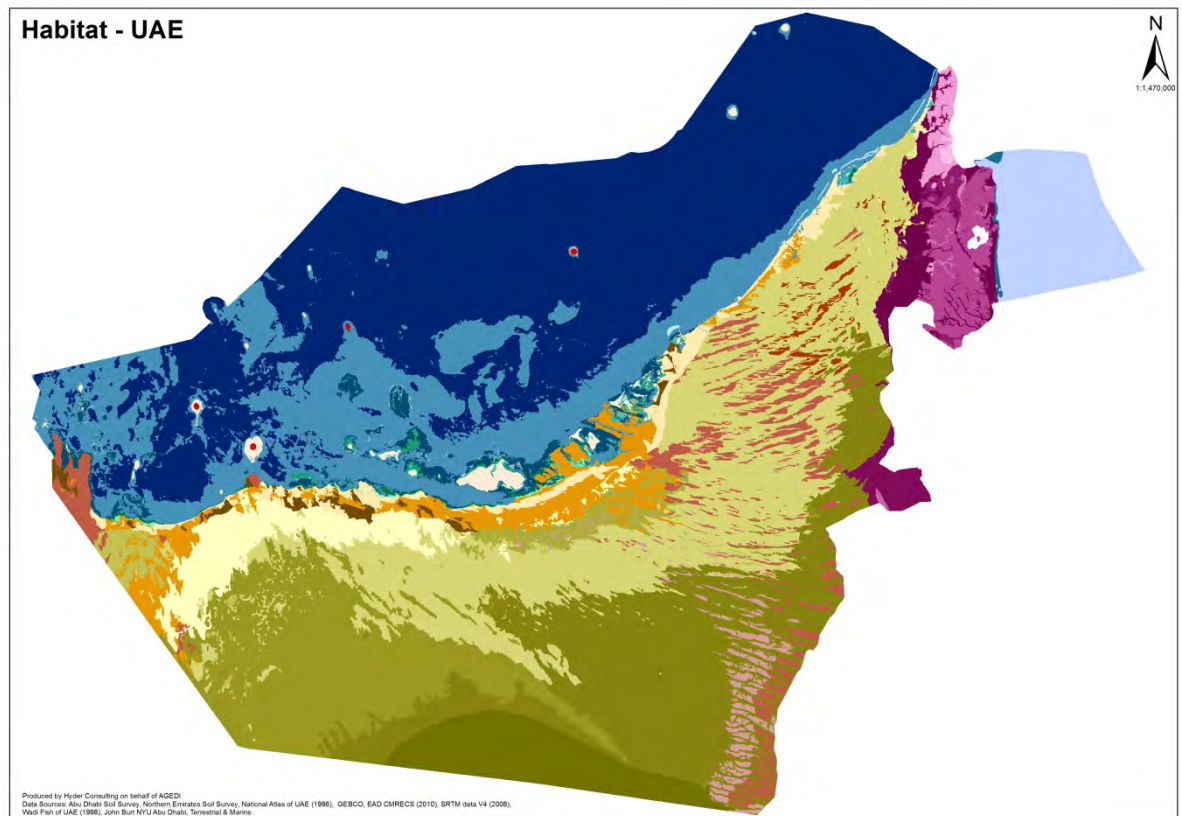 Habitat - UAE
N
1:1,470,000
Produced by Hyder Consulting on behalf of AGEDI
Data Sources: Abu Dhabi Soil Survey, Northern Emirates Soil Survey, National Atlas of UAE (1996), GEBCO, EAD CMRECS (2010), SRTM data V4 (2008),
Wadi Fish of UAE (1998), John Burt NYU Abu Dhabi, Terrestrial & Marine